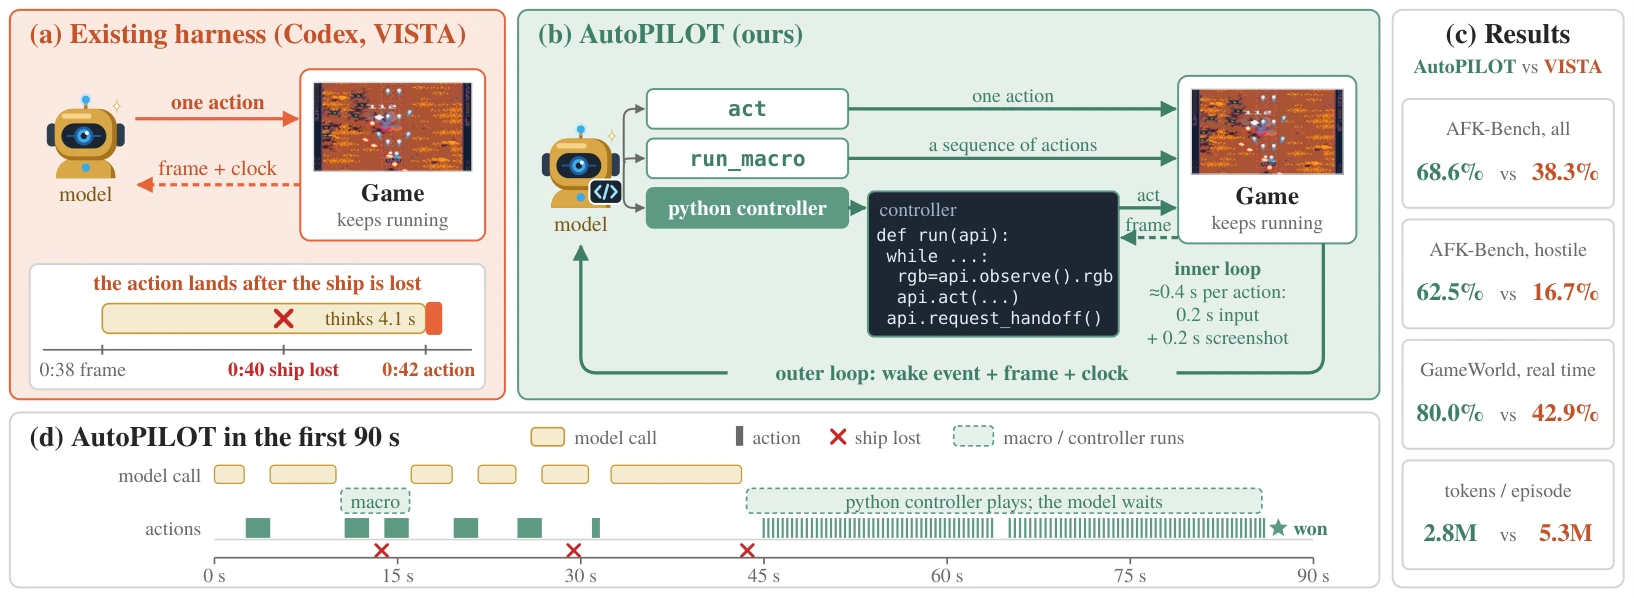 (a) Existing harness (Codex, VISTA)
one action
frame + clock
model
Game
keeps running
the action lands after the ship is lost
thinks 4.1 s
0:38 frame
0:40 ship lost
0:42 action
(b) AutoPILOT (ours)
model
</>
act
run_macro
python controller
one action
a sequence of actions
controller
def run(api):
while ...:
rgb=api.observe().rgb
api.act(...)
api.request_handoff()
act
frame
Game
keeps running
inner loop
≈0.4 s per action:
0.2 s input
+ 0.2 s screenshot
outer loop: wake event + frame + clock
(c) Results
AutoPILOT vs VISTA
AFK-Bench, all
68.6% vs 38.3%
AFK-Bench, hostile
62.5% vs 16.7%
GameWorld, real time
80.0% vs 42.9%
tokens / episode
2.8M vs 5.3M
(d) AutoPILOT in the first 90 s
model call
action
ship lost
macro / controller runs
model call
macro
python controller plays; the model waits
actions
won
0 s 15 s 30 s 45 s 60 s 75 s 90 s